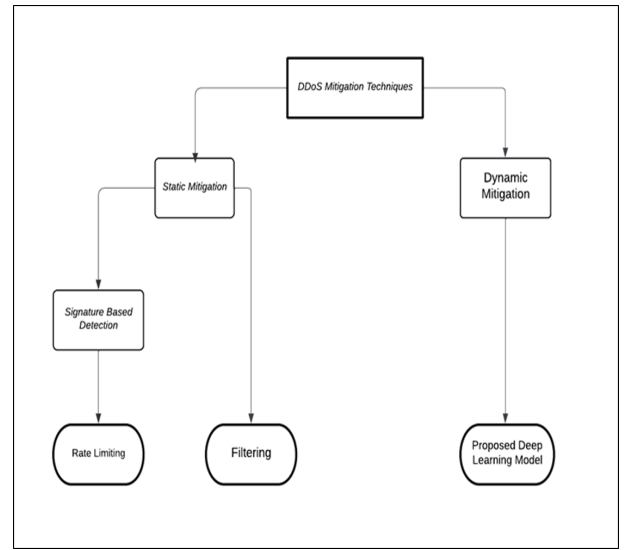 DDoS Mitigation Techniques
Static Mitigation
Dynamic
Mitigation
Signature Based
Detection
Rate Limiting
Filtering
Proposed Deep
Learning Model